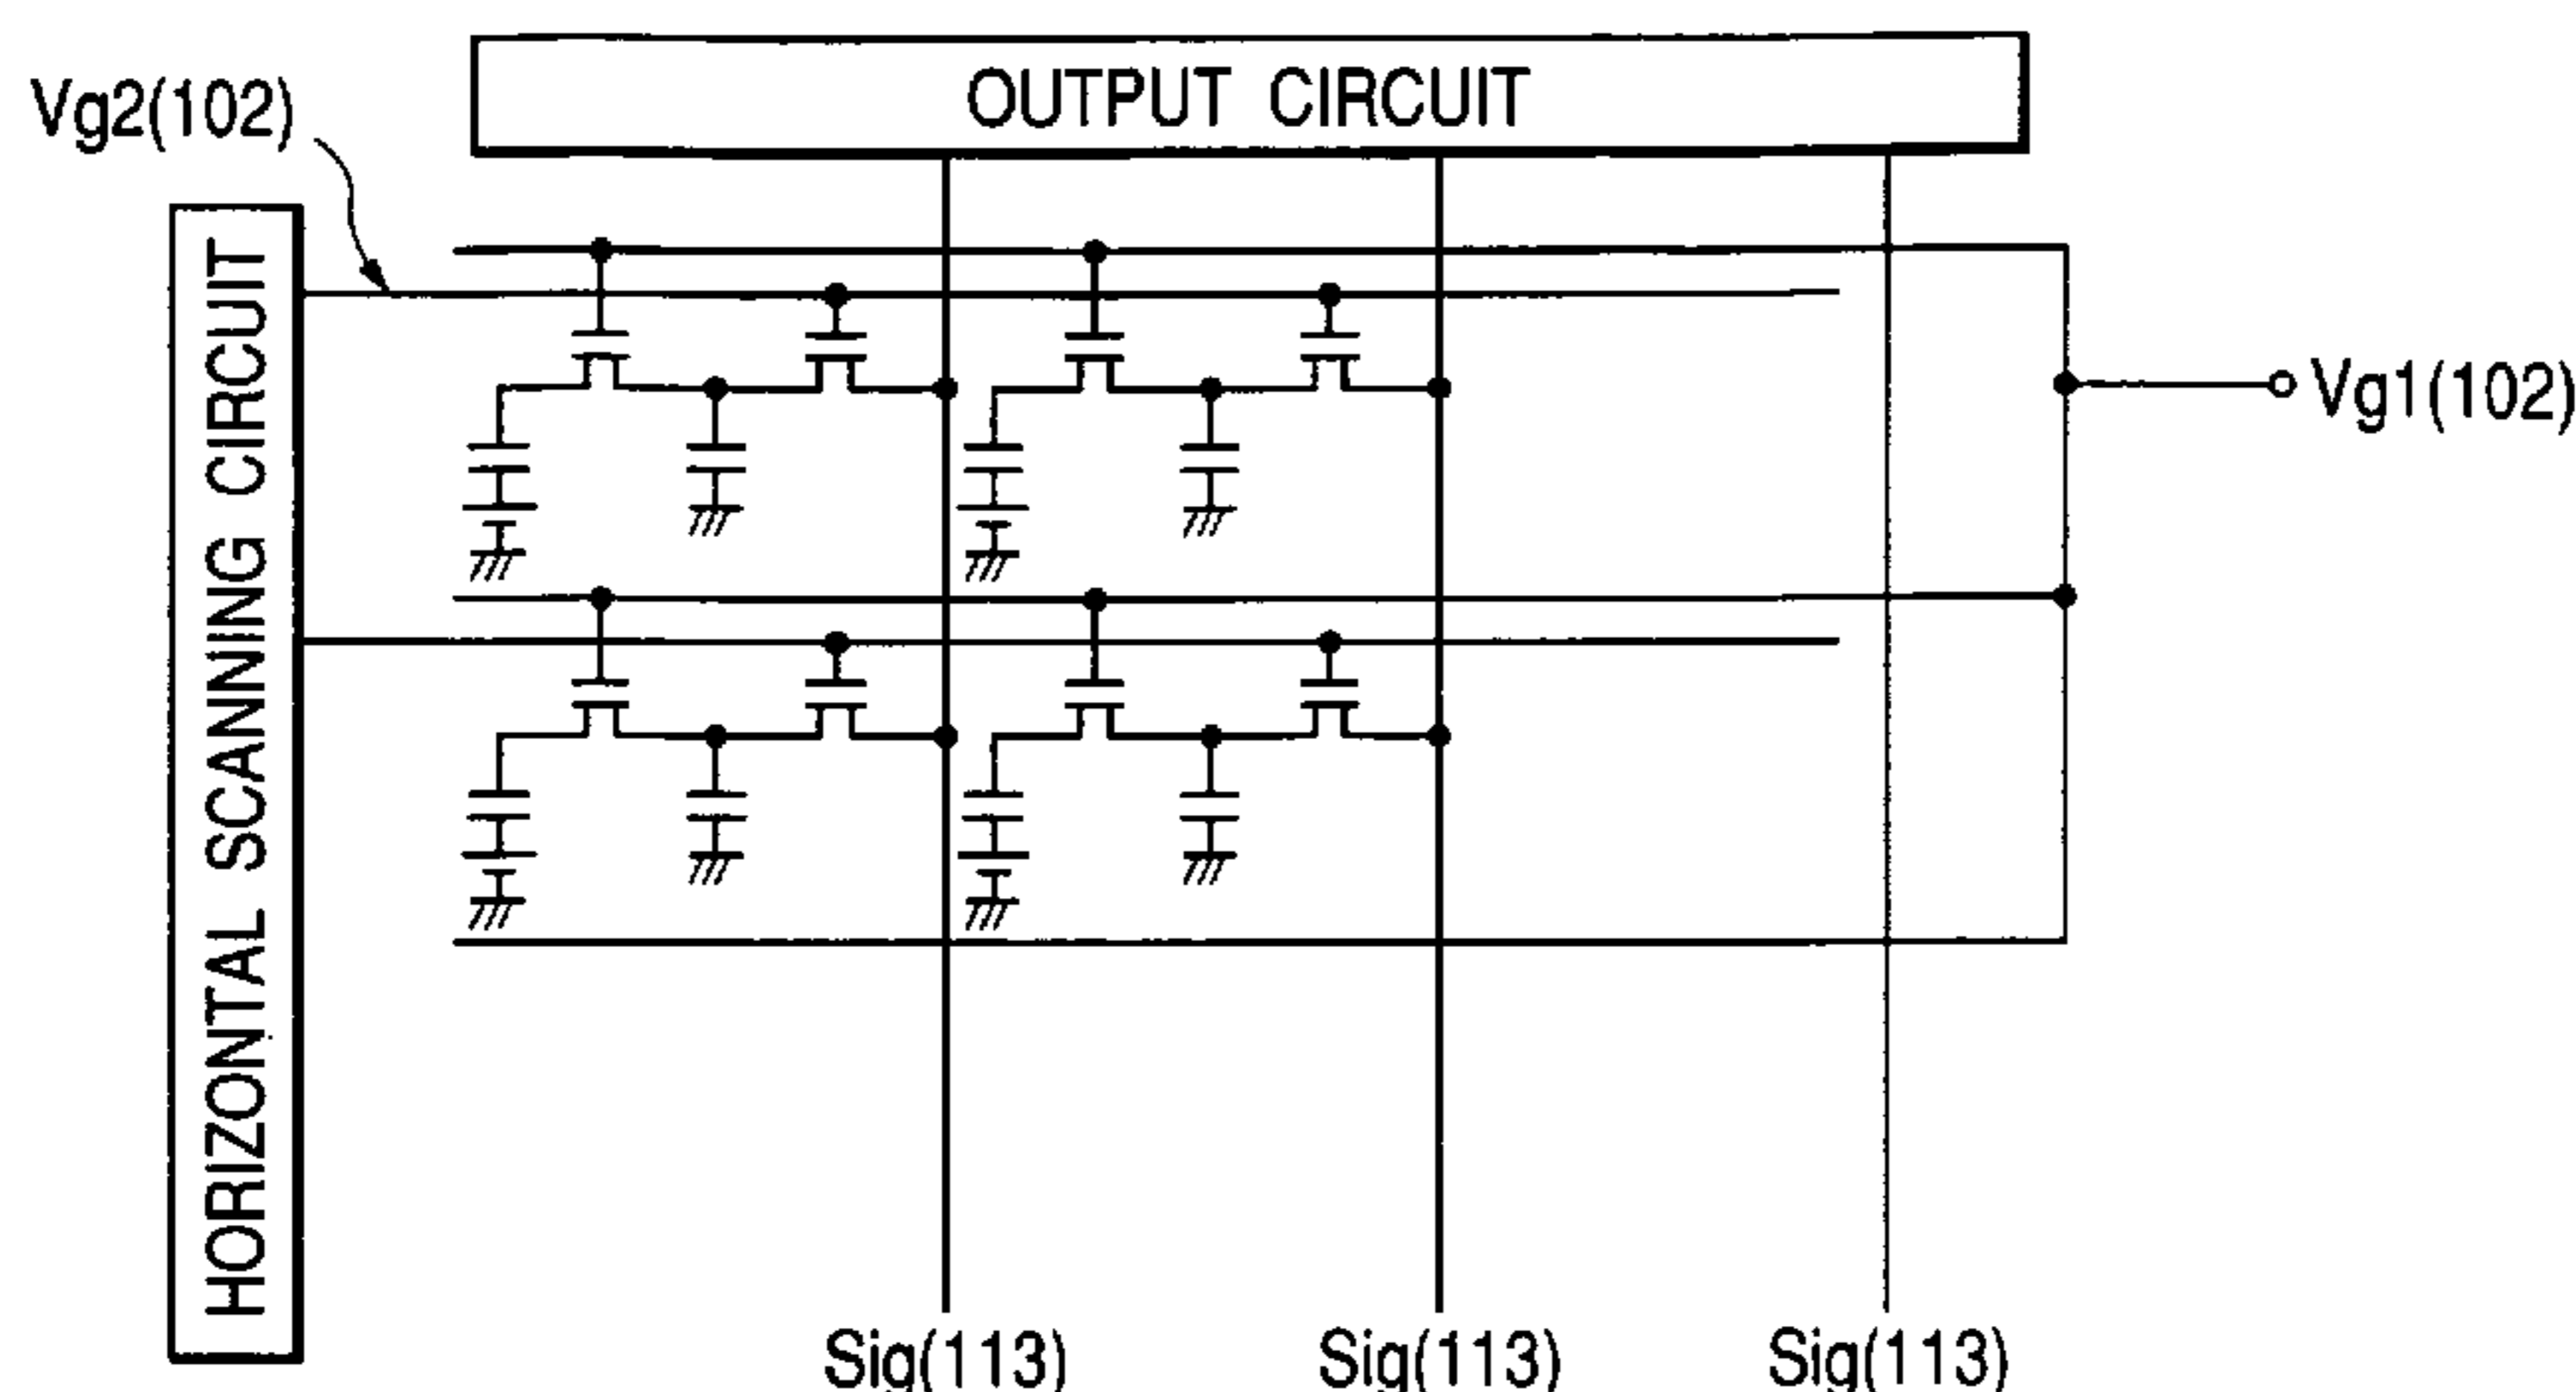 OUTPUT CIRCUIT
Vg2(102)
HORIZONTAL SCANNING CIRCUIT
Vg1(102)
Sig(113)
Sig(113)
Sig(113)